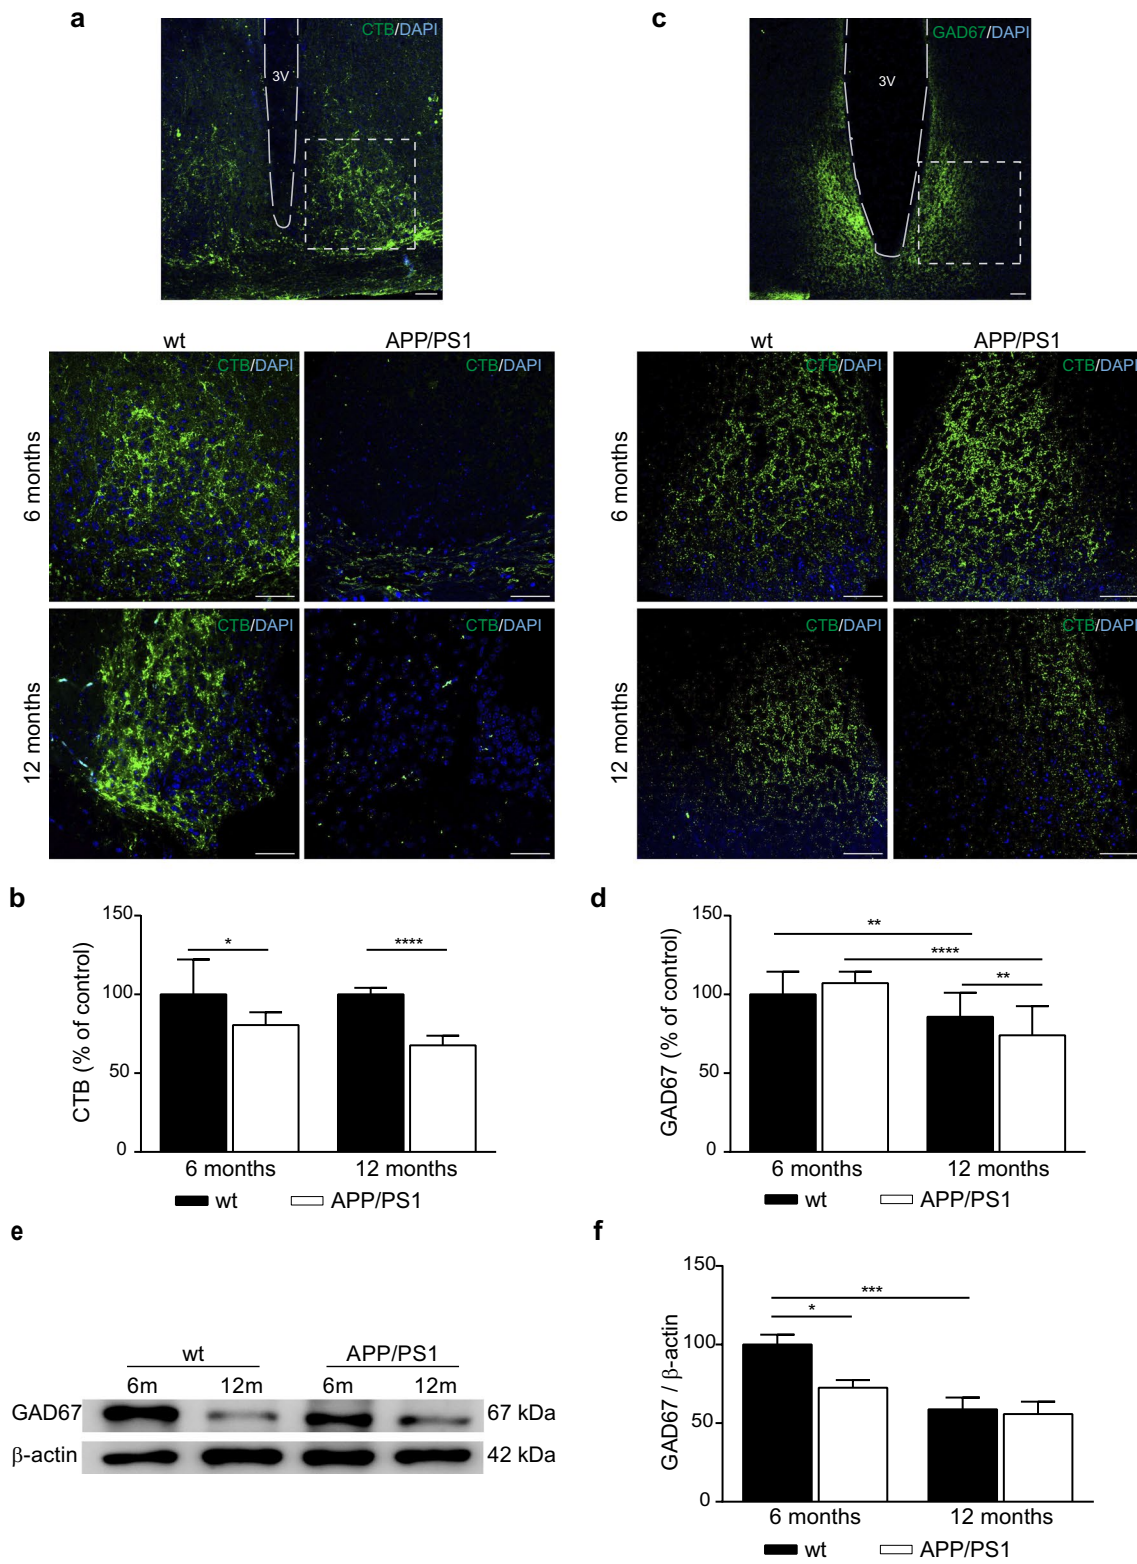 a
CTB/DAPI
3V
wt
APP/PS1
6 months
CTB/DAPI
CTB/DAPI
12 months
CTB/DAPI
CTB/DAPI
c
GAD67/DAPI
3V
wt
APP/PS1
6 months
CTB/DAPI
CTB/DAPI
12 months
CTB/DAPI
CTB/DAPI
b
CTB (% of control)
150
100
50
0
*
****
6 months
12 months
wt
APP/PS1
d
GAD67 (% of control)
150
100
50
0
**
****
**
6 months
12 months
wt
APP/PS1
e
wt
APP/PS1
6m
12m
6m
12m
GAD67
67 kDa
β-actin
42 kDa
f
GAD67 / β-actin
150
100
50
0
***
*
6 months
12 months
wt
APP/PS1